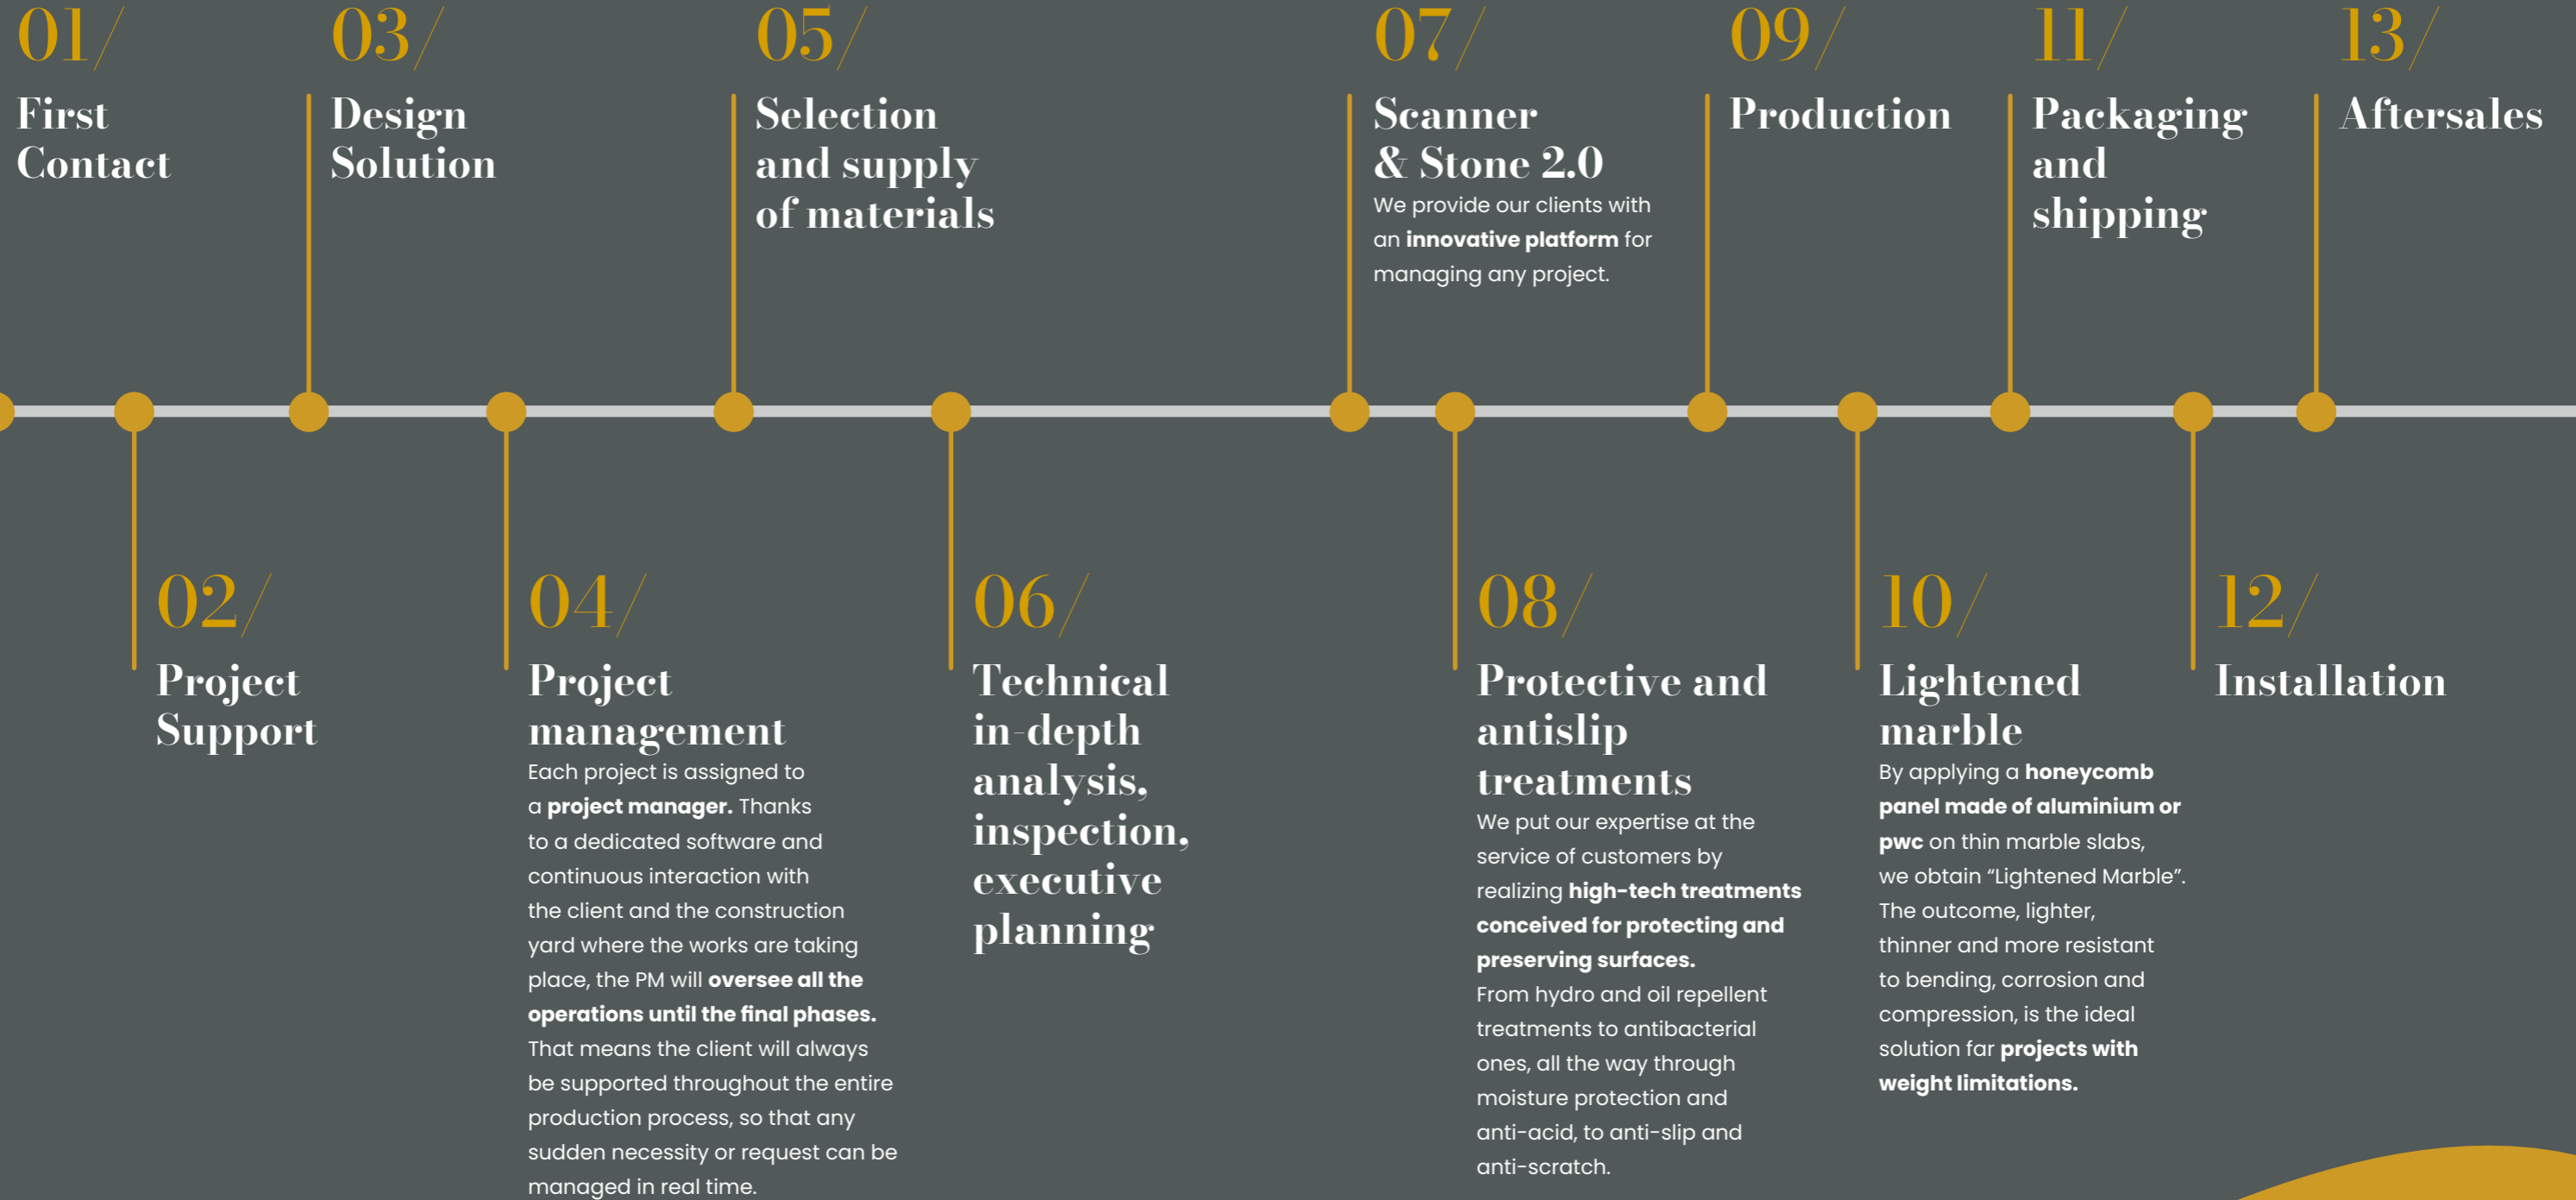 01/
First
Contact
02/
Project
Support
03/
Design
Solution
04/
Project
management
Each project is assigned to
a project manager. Thanks
to a dedicated software and
continuous interaction with
the client and the construction
yard where the works are taking
place, the PM will oversee all the
operations until the final phases.
That means the client will always
be supported throughout the entire
production process, so that any
sudden necessity or request can be
managed in real time.
05/
Selection
and supply
of materials
06/
Technical
in-depth
analysis,
inspection,
executive
planning
07/
Scanner
& Stone 2.0
We provide our clients with
an innovative platform for
managing any project.
08/
Protective and
antislip
treatments
We put our expertise at the
service of customers by
realizing high-tech treatments
conceived for protecting and
preserving surfaces.
From hydro and oil repellent
treatments to antibacterial
ones, all the way through
moisture protection and
anti-acid, to anti-slip and
anti-scratch.
09/
Production
10/
Lightened
marble
By applying a honeycomb
panel made of aluminium or
pwc on thin marble slabs,
we obtain “Lightened Marble”.
The outcome, lighter,
thinner and more resistant
to bending, corrosion and
compression, is the ideal
solution far projects with
weight limitations.
11/
Packaging
and
shipping
12/
Installation
13/
Aftersales